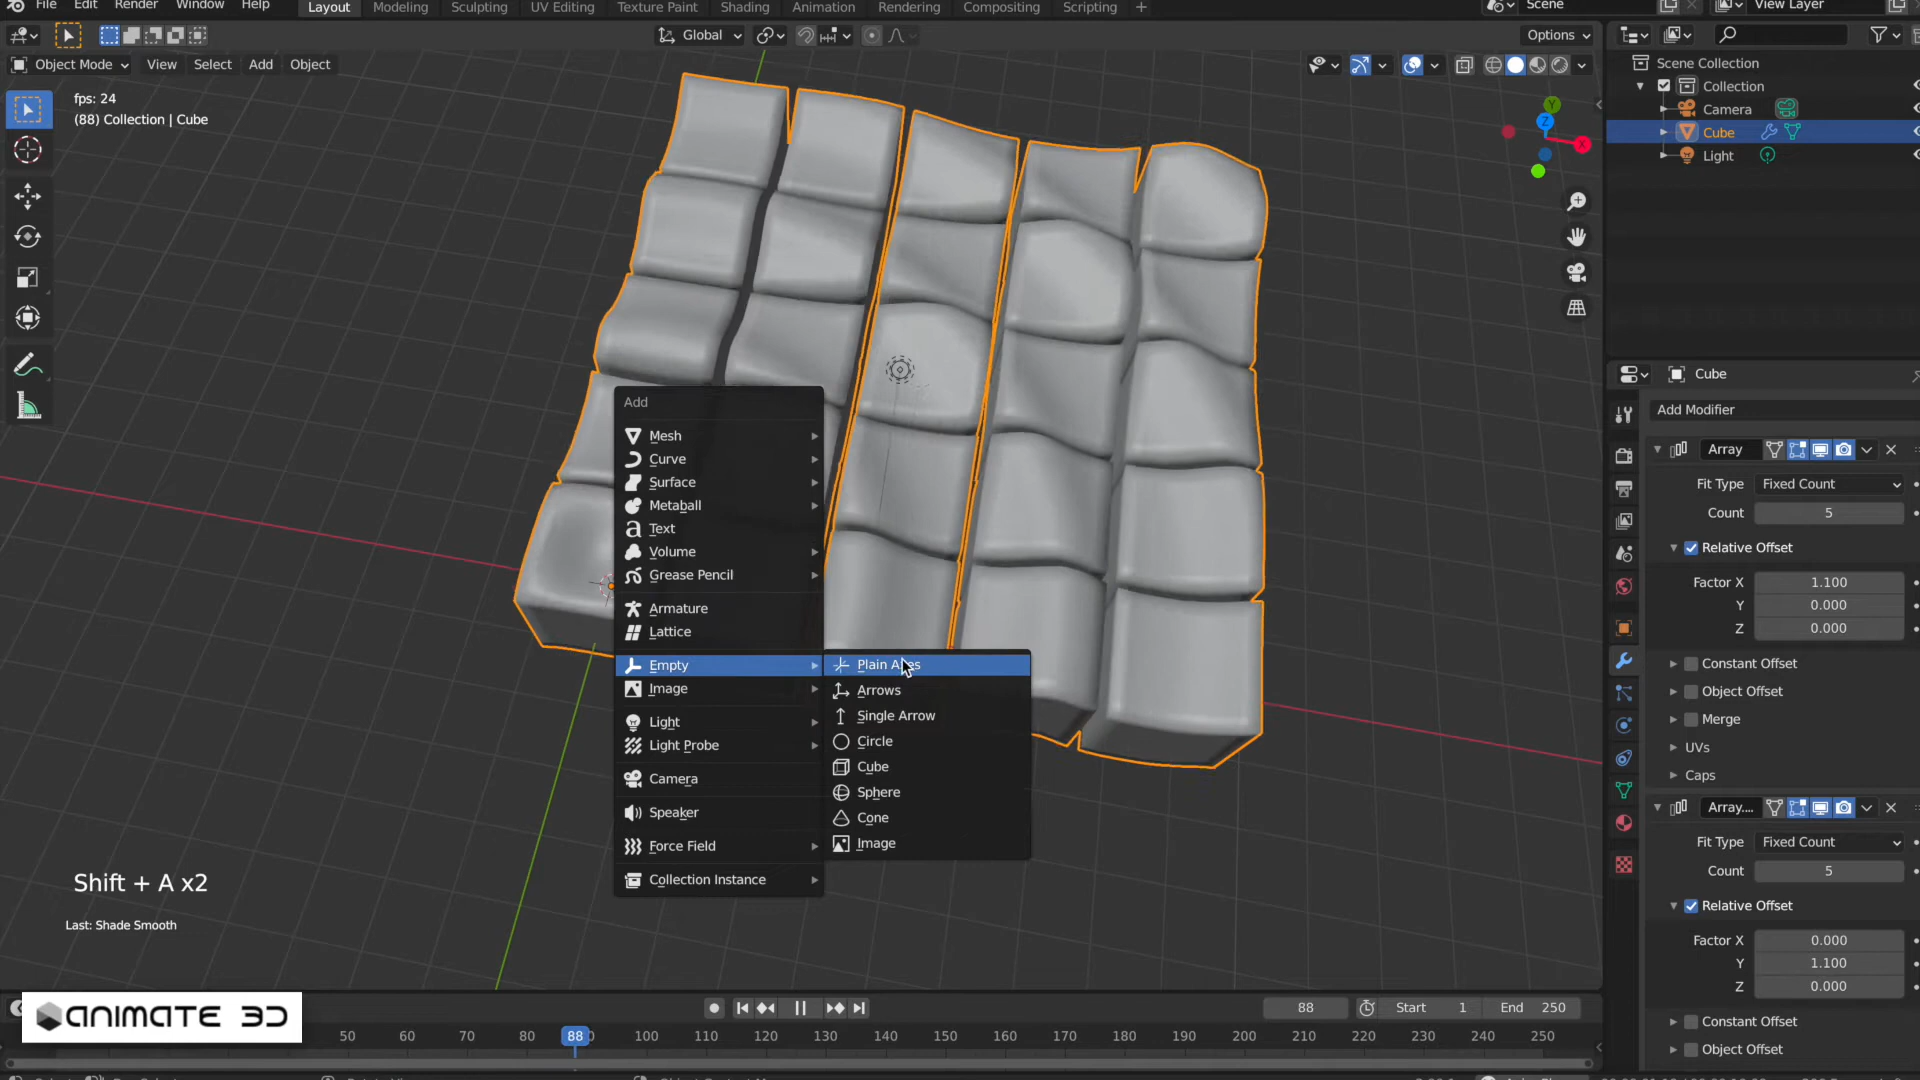 File Edit Render Window Help Layout Modeling Sculpting UV Editing Texture Paint Shading Animation Rendering Compositing Scripting + Scene View Layer
Global Options
Object Mode View Select Add Object
fps: 24
(88) Collection | Cube
Y
Z
X
Scene Collection
Collection
Camera
Cube
Light
Cube
Add Modifier
Array
Fit Type Fixed Count
Count 5
Relative Offset
Factor X 1.100
Y 0.000
Z 0.000
Constant Offset
Object Offset
Merge
UVs
Caps
Array....
Fit Type Fixed Count
Count 5
Relative Offset
Factor X 0.000
Y 1.100
Z 0.000
Constant Offset
Object Offset
Add
Mesh
Curve
Surface
Metaball
Text
Volume
Grease Pencil
Armature
Lattice
Empty
Image
Light
Light Probe
Camera
Speaker
Force Field
Collection Instance
Plain Axes
Arrows
Single Arrow
Circle
Cube
Sphere
Cone
Image
Shift + A x2
Last: Shade Smooth
ANIMATE 3D
88 Start 1 End 250
50 70 80 88 100 110 120 130 140 150 160 170 180 190 200 210 220 230 240 250